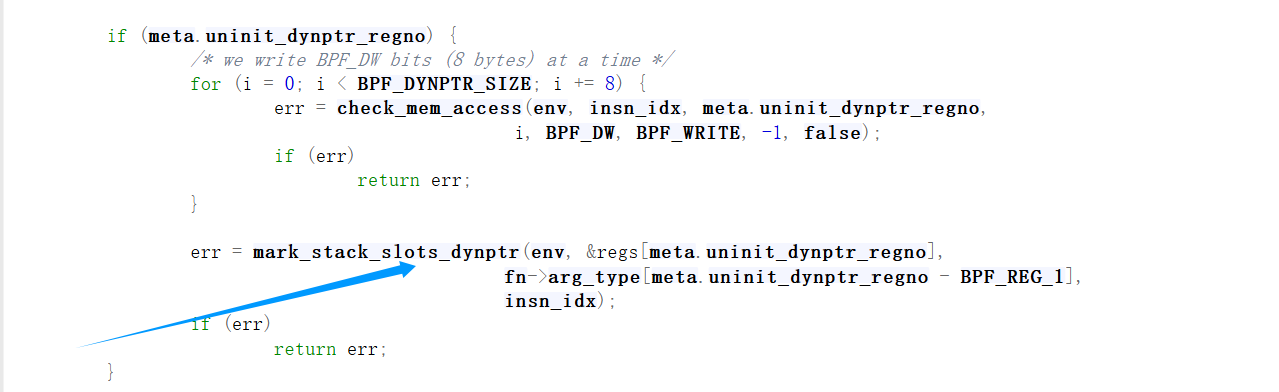 if (meta.uninit_dynptr_regno) {
/* we write BPF_DW bits (8 bytes) at a time */
for (i = 0; i < BPF_DYNPTR_SIZE; i += 8) {
err = check_mem_access(env, insn_idx, meta.uninit_dynptr_regno,
i, BPF_DW, BPF_WRITE, -1, false);
if (err)
return err;
}
err = mark_stack_slots_dynptr(env, &regs[meta.uninit_dynptr_regno],
fn->arg_type[meta.uninit_dynptr_regno - BPF_REG_1],
insn_idx);
if (err)
return err;
}